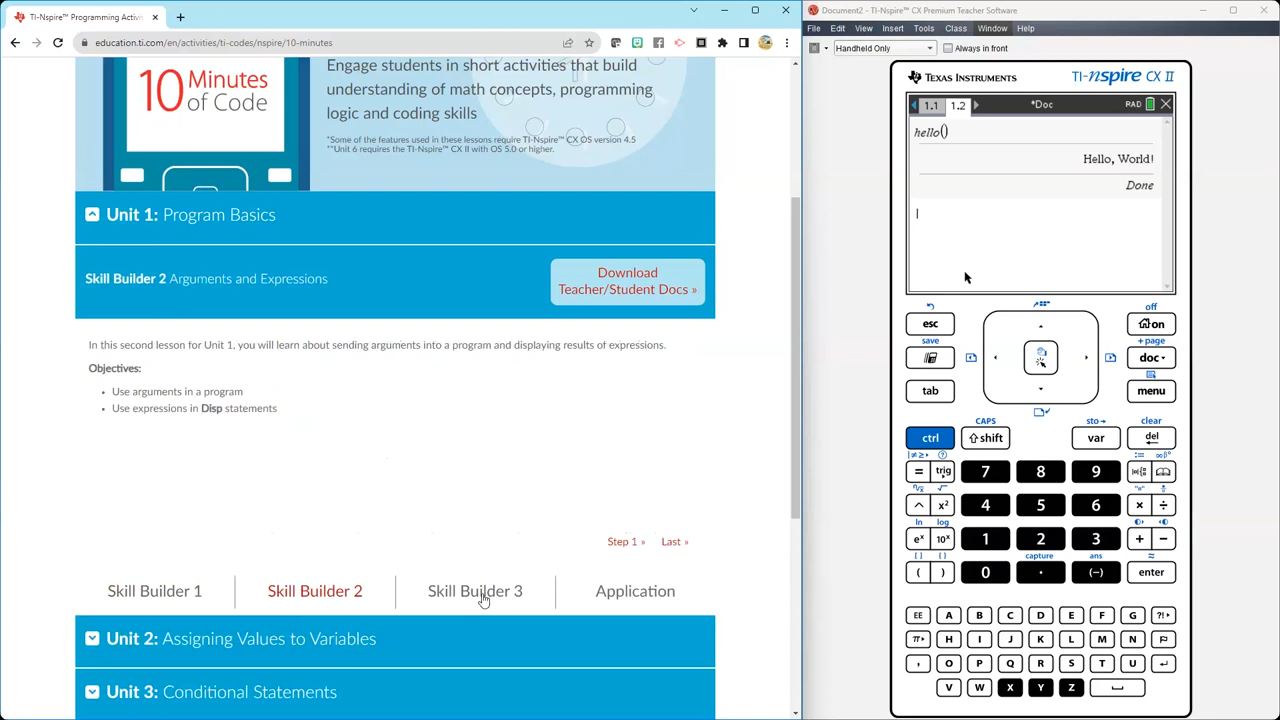 TI-Nspire™ Programming Activ
education.ti.com/en/activities/ti-codes/nspire/10-minutes
10 Minutes
of Code
Engage students in short activities that build
understanding of math concepts, programming
logic and coding skills
*Some of the features used in these lessons require TI-Nspire™ CX OS version 4.5
**Unit 6 requires the TI-Nspire™ CX II with OS 5.0 or higher.
Unit 1: Program Basics
Skill Builder 2 Arguments and Expressions
Download
Teacher/Student Docs »
In this second lesson for Unit 1, you will learn about sending arguments into a program and displaying results of expressions.
Objectives:
• Use arguments in a program
• Use expressions in Disp statements
Step 1 » Last »
Skill Builder 1 Skill Builder 2 Skill Builder 3 Application
Unit 2: Assigning Values to Variables
Unit 3: Conditional Statements
Document2 - TI-Nspire™ CX Premium Teacher Software
File Edit View Insert Tools Class Window Help
Handheld Only Always in front
TEXAS INSTRUMENTS TI-nspire CX II
1.1 1.2 *Doc RAD
hello()
Hello, World!
Done
off
esc on
save + page
doc
tab menu
CAPS sto→ clear
ctrl shift var del
= trig 7 8 9
^ x² 4 5 6 × ÷
ln log
eˣ 10ˣ 1 2 3 + −
capture ans ≈
( ) 0 . (−) enter
EE A B C D E F G ?!▸
π▸ H I J K L M N
, O P Q R S T U
V W X Y Z